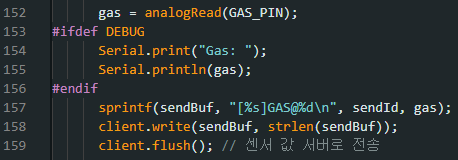 152 gas = analogRead(GAS_PIN);
153 #ifdef DEBUG
154 Serial.print("Gas: ");
155 Serial.println(gas);
156 #endif
157 sprintf(sendBuf, "[%s]GAS@%d\n", sendId, gas);
158 client.write(sendBuf, strlen(sendBuf));
159 client.flush(); // 센서 값 서버로 전송